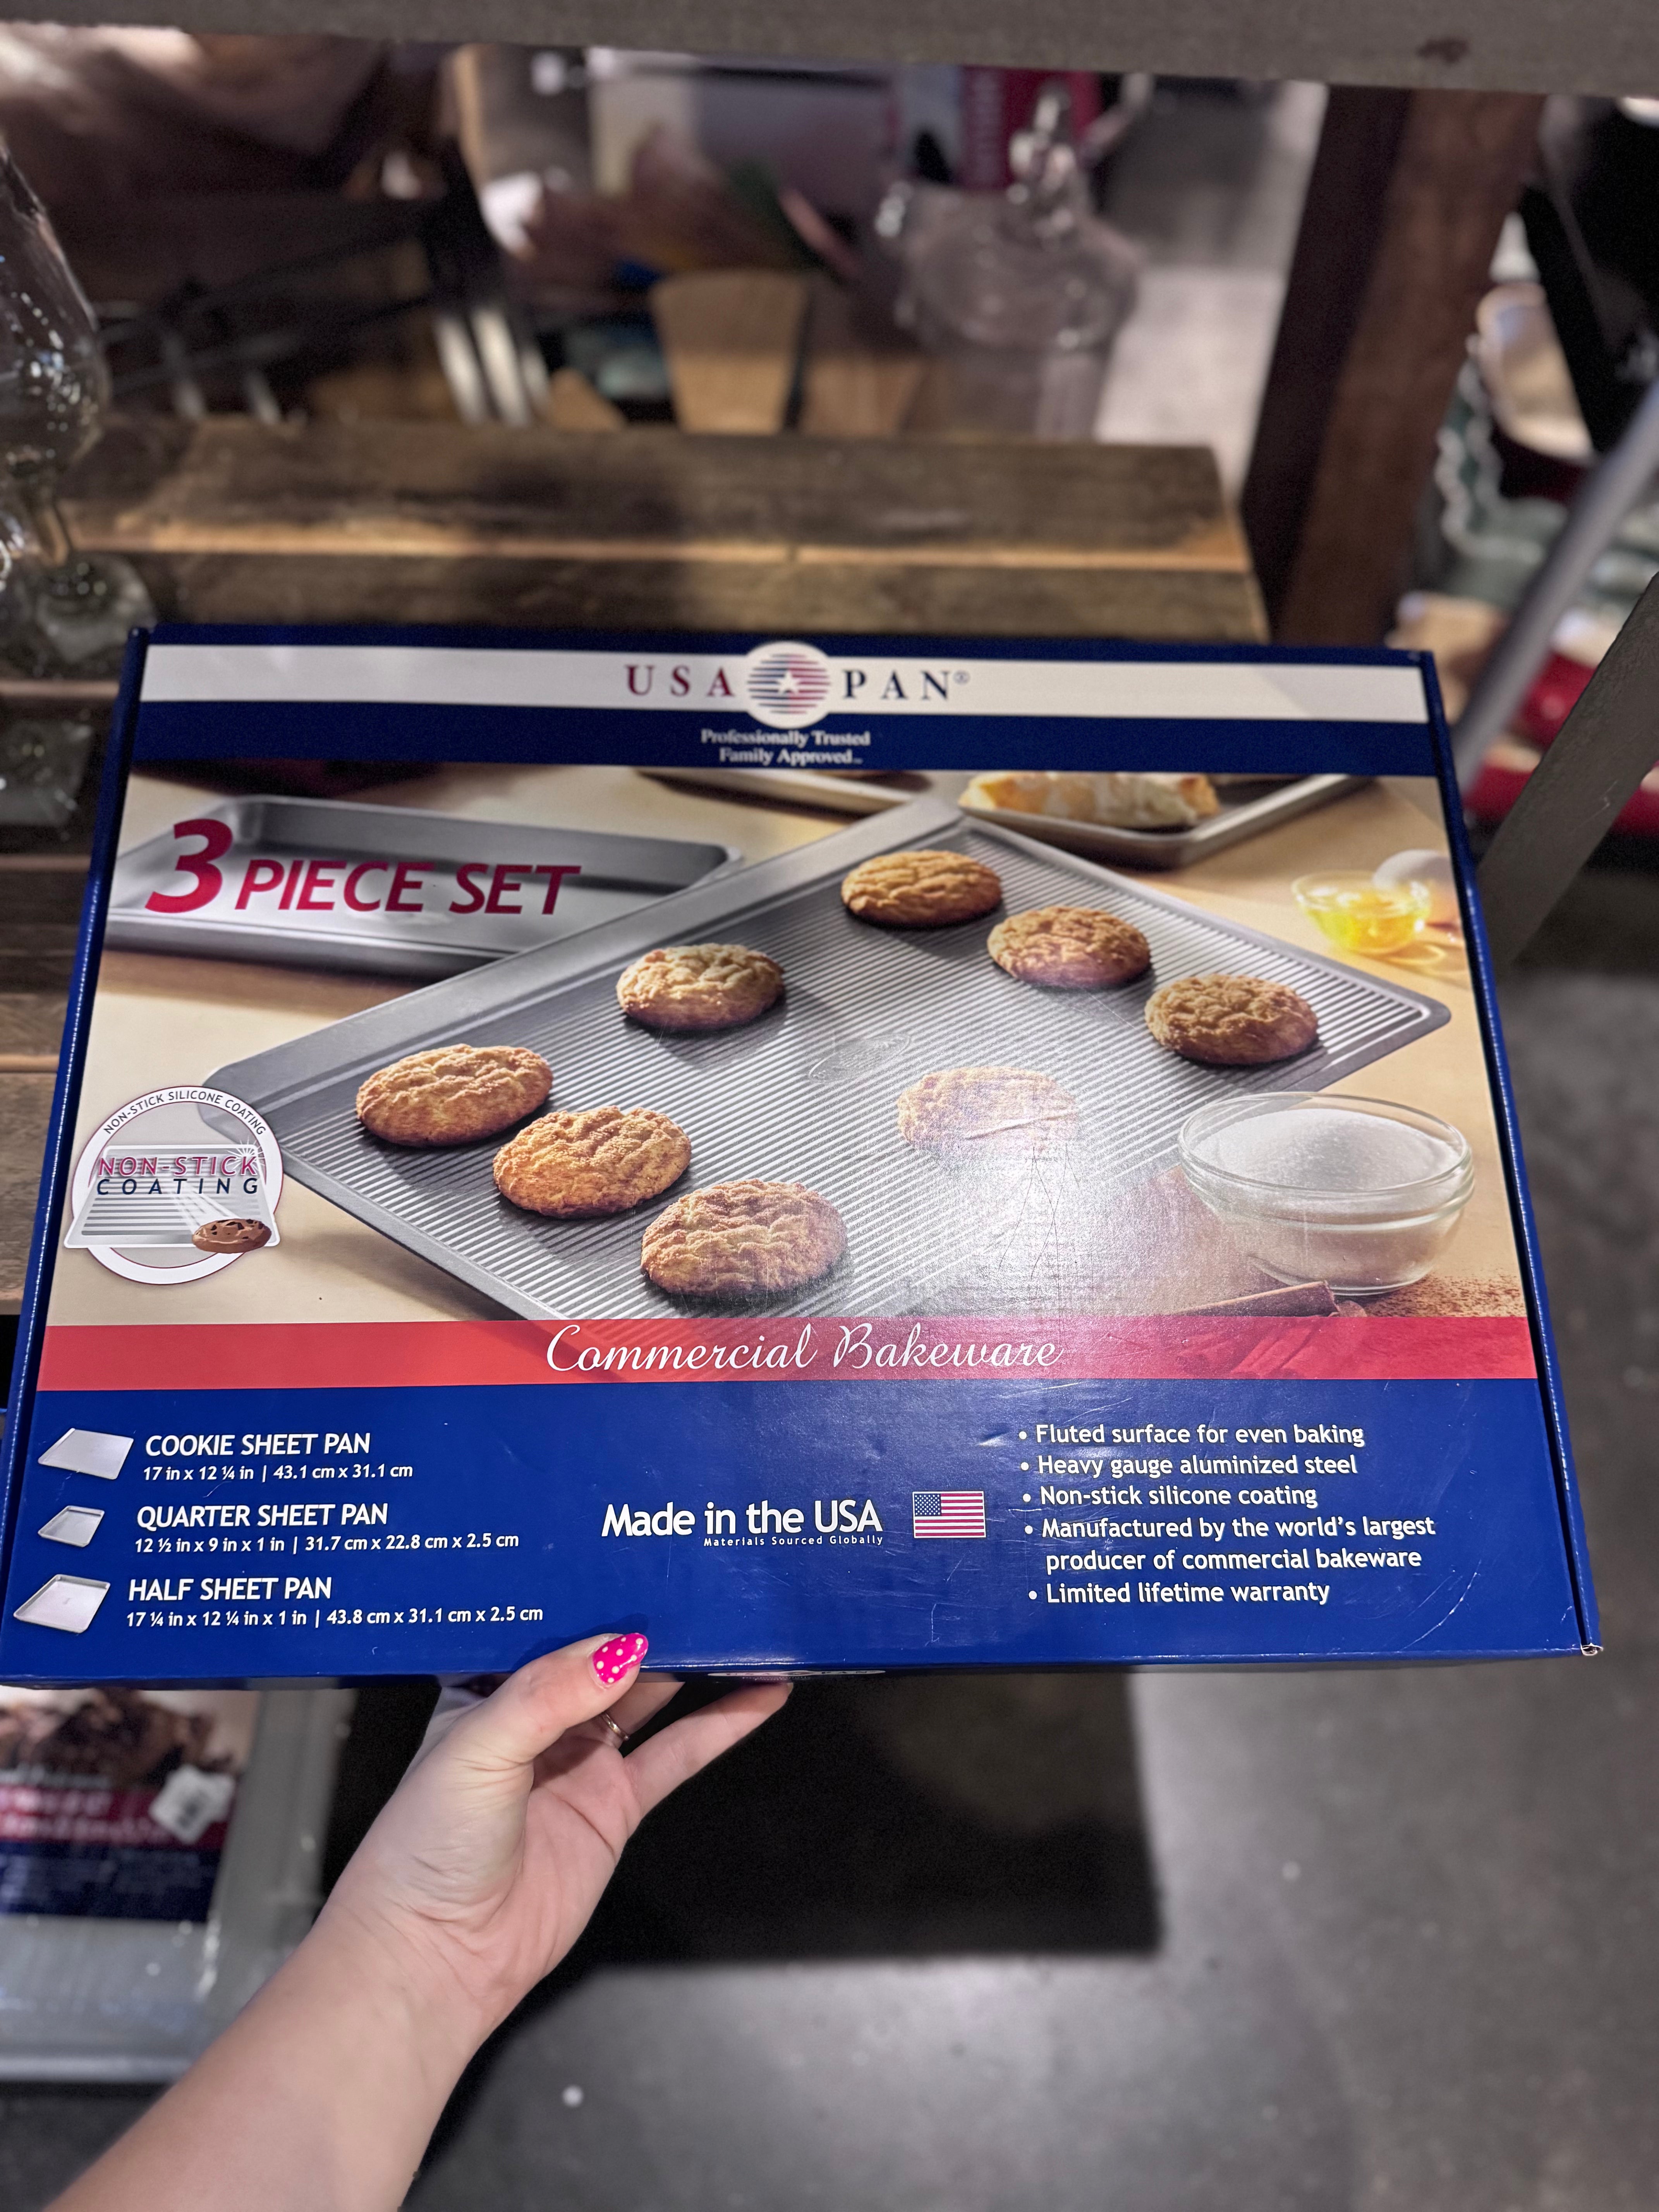 USA PAN®
Professionally Trusted
Family Approved™
3 PIECE SET
NON-STICK SILICONE COATING
NON-STICK
COATING
Commercial Bakeware
COOKIE SHEET PAN
17 in x 12 ¼ in | 43.1 cm x 31.1 cm
QUARTER SHEET PAN
12 ½ in x 9 in x 1 in | 31.7 cm x 22.8 cm x 2.5 cm
HALF SHEET PAN
17 ¼ in x 12 ¼ in x 1 in | 43.8 cm x 31.1 cm x 2.5 cm
Made in the USA
Materials Sourced Globally
• Fluted surface for even baking
• Heavy gauge aluminized steel
• Non-stick silicone coating
• Manufactured by the world's largest
producer of commercial bakeware
• Limited lifetime warranty